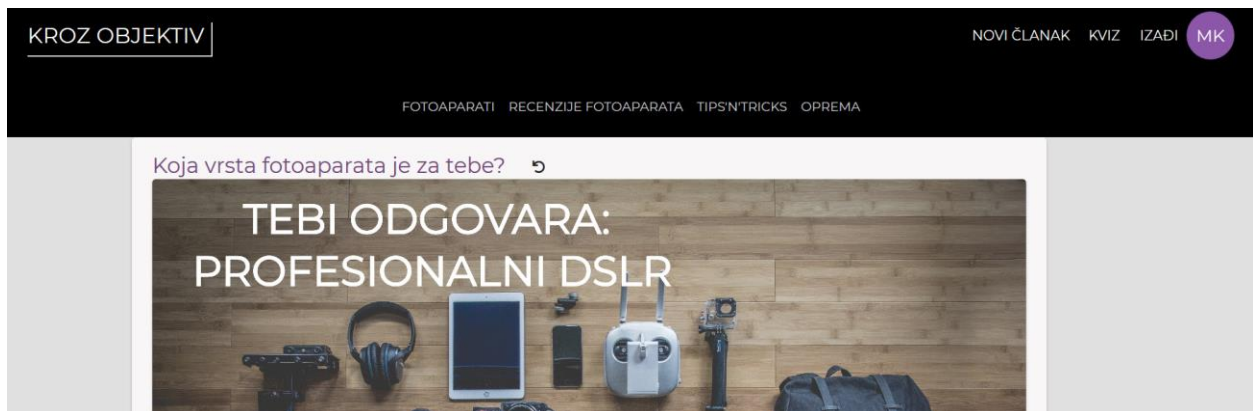 KROZ OBJEKTIV
NOVI ČLANAK KVIZ IZAĐI MK
FOTOAPARATI RECENZIJE FOTOAPARATA TIPS'N'TRICKS OPREMA
Koja vrsta fotoaparata je za tebe?
TEBI ODGOVARA:
PROFESIONALNI DSLR